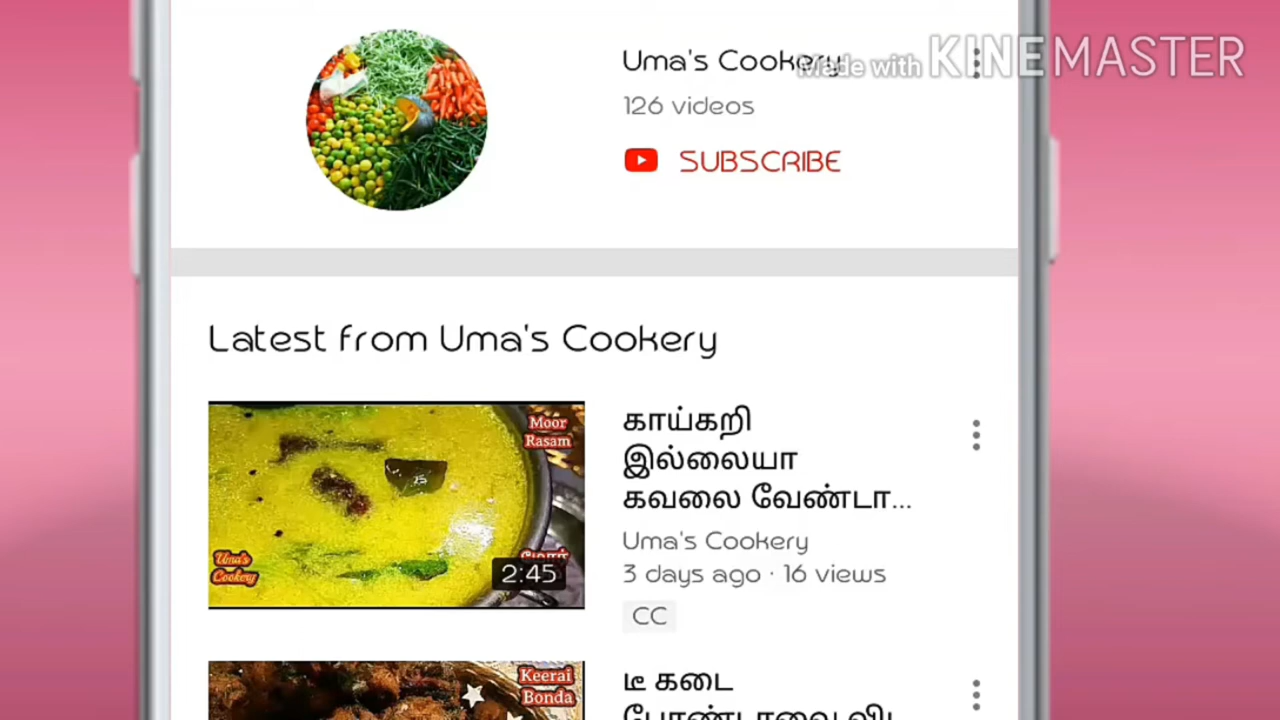 Uma's Cookery
Made with KINEMASTER
126 videos
SUBSCRIBE
Latest from Uma's Cookery
Moor
Rasam
Uma's
Cookery
மோர்
2:45
காய்கறி
இல்லையா
கவலை வேண்டா...
Uma's Cookery
3 days ago · 16 views
CC
Keerai
Bonda
டீ கடை